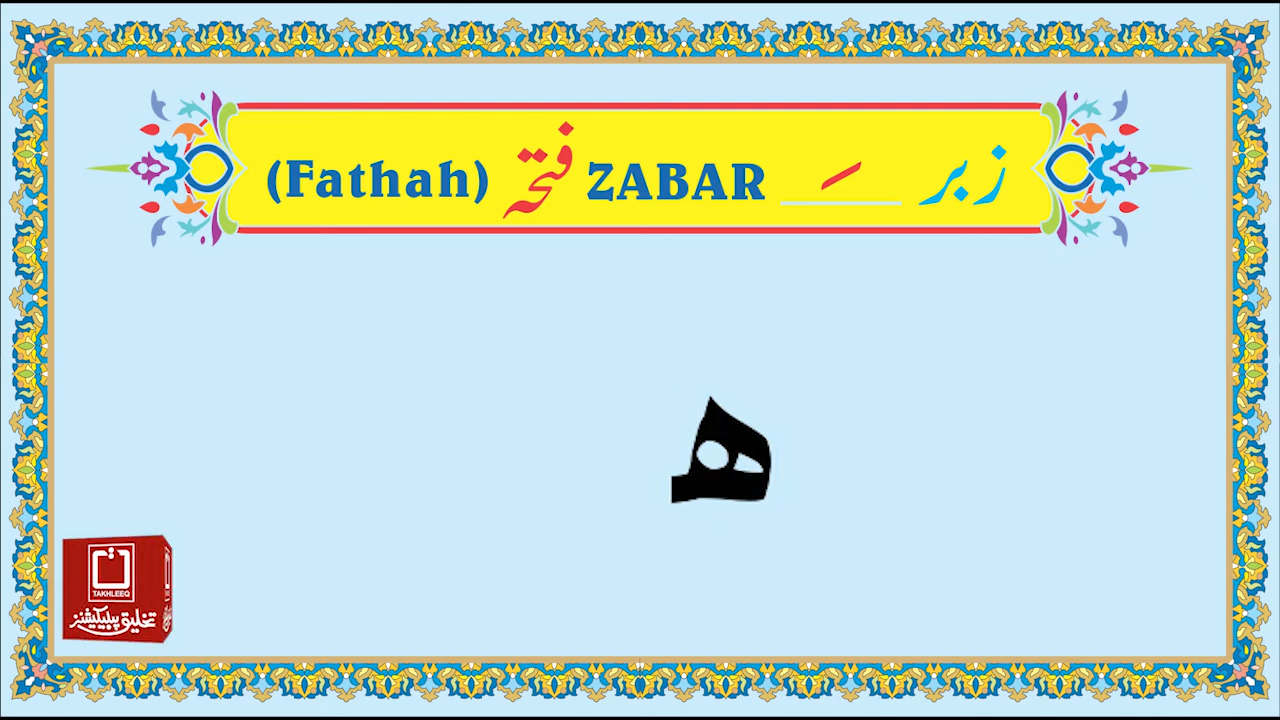 زبر ـَ ZABAR فتحہ (Fathah)
ھ
TAKHLEEQ
تخلیق پبلیکیشنز